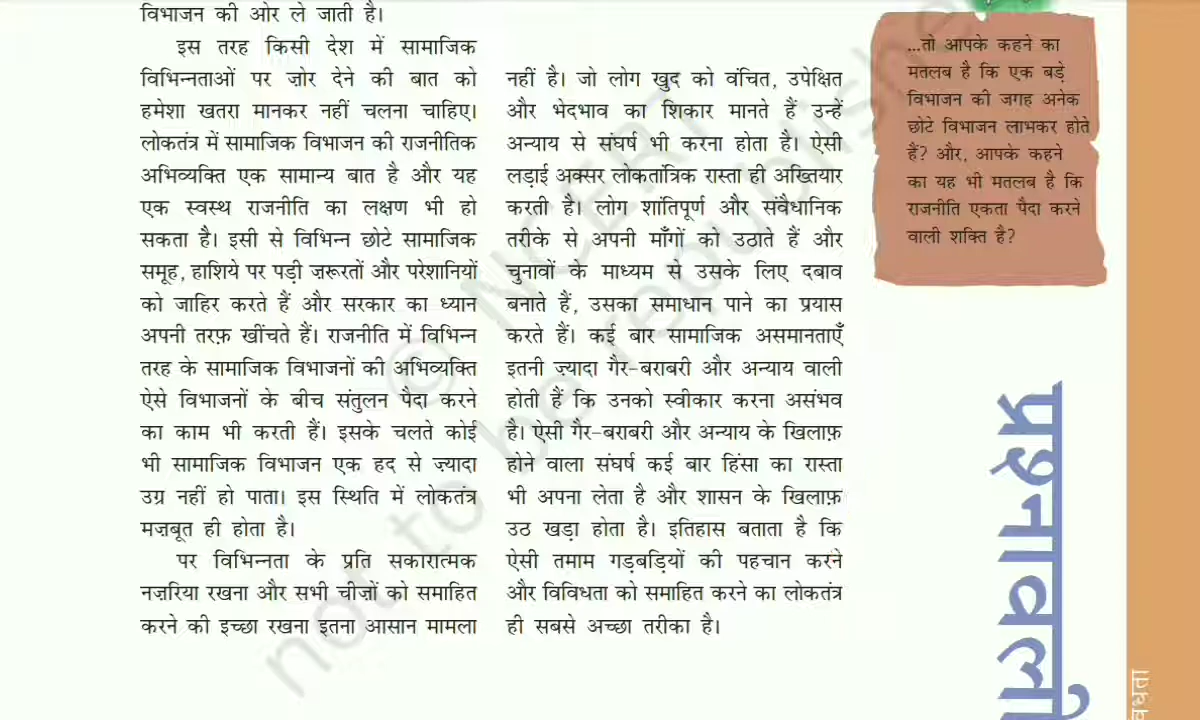 विभाजन की ओर ले जाती है।
इस तरह किसी देश में सामाजिक
विभिन्नताओं पर ज़ोर देने की बात को
हमेशा खतरा मानकर नहीं चलना चाहिए।
लोकतंत्र में सामाजिक विभाजन की राजनीतिक
अभिव्यक्ति एक सामान्य बात है और यह
एक स्वस्थ राजनीति का लक्षण भी हो
सकता है। इसी से विभिन्न छोटे सामाजिक
समूह, हाशिये पर पड़ी ज़रूरतों और परेशानियों
को जाहिर करते हैं और सरकार का ध्यान
अपनी तरफ़ खींचते हैं। राजनीति में विभिन्न
तरह के सामाजिक विभाजनों की अभिव्यक्ति
ऐसे विभाजनों के बीच संतुलन पैदा करने
का काम भी करती हैं। इसके चलते कोई
भी सामाजिक विभाजन एक हद से ज़्यादा
उग्र नहीं हो पाता। इस स्थिति में लोकतंत्र
मज़बूत ही होता है।
पर विभिन्नता के प्रति सकारात्मक
नज़रिया रखना और सभी चीज़ों को समाहित
करने की इच्छा रखना इतना आसान मामला
नहीं है। जो लोग खुद को वंचित, उपेक्षित
और भेदभाव का शिकार मानते हैं उन्हें
अन्याय से संघर्ष भी करना होता है। ऐसी
लड़ाई अक्सर लोकतांत्रिक रास्ता ही अख्तियार
करती है। लोग शांतिपूर्ण और संवैधानिक
तरीके से अपनी माँगों को उठाते हैं और
चुनावों के माध्यम से उसके लिए दबाव
बनाते हैं, उसका समाधान पाने का प्रयास
करते हैं। कई बार सामाजिक असमानताएँ
इतनी ज़्यादा गैर-बराबरी और अन्याय वाली
होती हैं कि उनको स्वीकार करना असंभव
है। ऐसी गैर-बराबरी और अन्याय के खिलाफ़
होने वाला संघर्ष कई बार हिंसा का रास्ता
भी अपना लेता है और शासन के खिलाफ़
उठ खड़ा होता है। इतिहास बताता है कि
ऐसी तमाम गड़बड़ियों की पहचान करने
और विविधता को समाहित करने का लोकतंत्र
ही सबसे अच्छा तरीका है।
...तो आपके कहने का
मतलब है कि एक बड़े
विभाजन की जगह अनेक
छोटे विभाजन लाभकर होते
हैं? और, आपके कहने
का यह भी मतलब है कि
राजनीति एकता पैदा करने
वाली शक्ति है?
प्रश्नावली
© NCERT
not to be republished